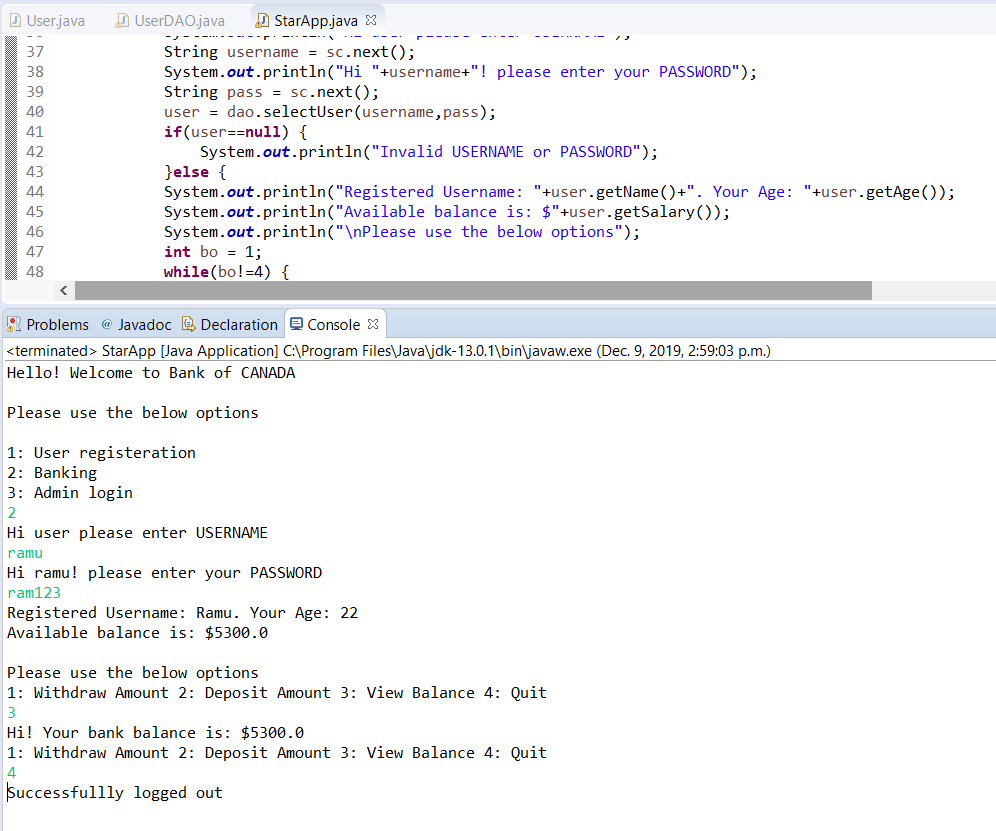 User.java UserDAO.java StarApp.java
37 String username = sc.next();
38 System.out.println("Hi "+username+"! please enter your PASSWORD");
39 String pass = sc.next();
40 user = dao.selectUser(username,pass);
41 if(user==null) {
42 System.out.println("Invalid USERNAME or PASSWORD");
43 }else {
44 System.out.println("Registered Username: "+user.getName()+". Your Age: "+user.getAge());
45 System.out.println("Available balance is: $"+user.getSalary());
46 System.out.println("\nPlease use the below options");
47 int bo = 1;
48 while(bo!=4) {
Problems @ Javadoc Declaration Console
<terminated> StarApp [Java Application] C:\Program Files\Java\jdk-13.0.1\bin\javaw.exe (Dec. 9, 2019, 2:59:03 p.m.)
Hello! Welcome to Bank of CANADA
Please use the below options
1: User registeration
2: Banking
3: Admin login
2
Hi user please enter USERNAME
ramu
Hi ramu! please enter your PASSWORD
ram123
Registered Username: Ramu. Your Age: 22
Available balance is: $5300.0
Please use the below options
1: Withdraw Amount 2: Deposit Amount 3: View Balance 4: Quit
3
Hi! Your bank balance is: $5300.0
1: Withdraw Amount 2: Deposit Amount 3: View Balance 4: Quit
4
Successfullly logged out